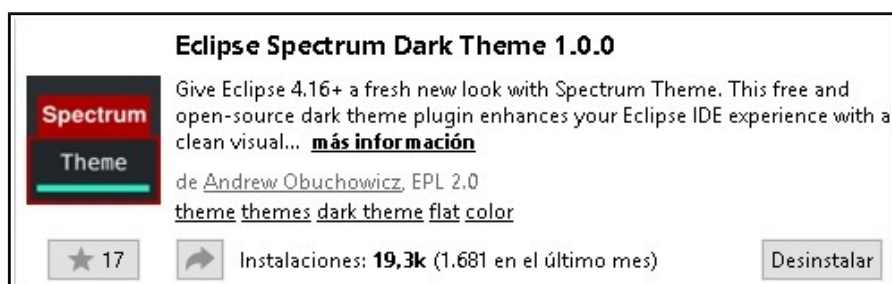 Eclipse Spectrum Dark Theme 1.0.0
Spectrum
Theme
Give Eclipse 4.16+ a fresh new look with Spectrum Theme. This free and
open-source dark theme plugin enhances your Eclipse IDE experience with a
clean visual... más información
de Andrew Obuchowicz, EPL 2.0
theme themes dark theme flat color
17
Instalaciones: 19,3k (1.681 en el último mes)
Desinstalar